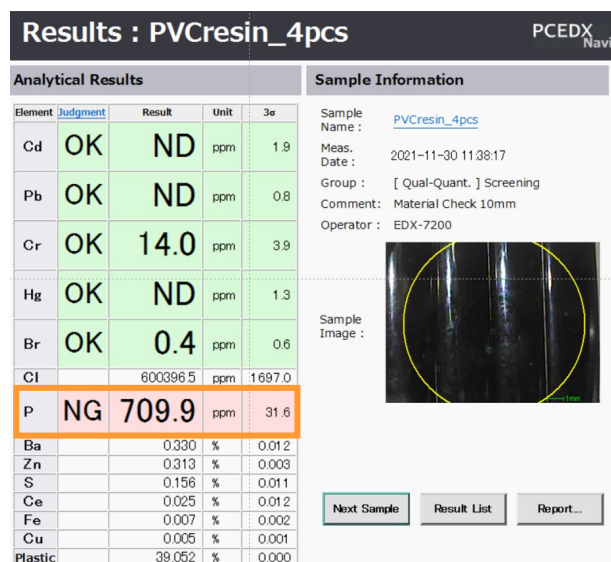 Results : PVCresin_4pcs
PCEDX Navi
Analytical Results
Element Judgment Result Unit 3σ
Cd OK ND ppm 1.9
Pb OK ND ppm 0.8
Cr OK 14.0 ppm 3.9
Hg OK ND ppm 1.3
Br OK 0.4 ppm 0.6
Cl 600396.5 ppm 1697.0
P NG 709.9 ppm 31.6
Ba 0.330 % 0.012
Zn 0.313 % 0.003
S 0.156 % 0.011
Ce 0.025 % 0.012
Fe 0.007 % 0.002
Cu 0.005 % 0.001
Plastic 39.052 % 0.000
Sample Information
Sample Name : PVCresin_4pcs
Meas. Date : 2021-11-30 11:38:17
Group : [ Qual-Quant. ] Screening
Comment: Material Check 10mm
Operator : EDX-7200
Sample Image :
1mm
Next Sample Result List Report...